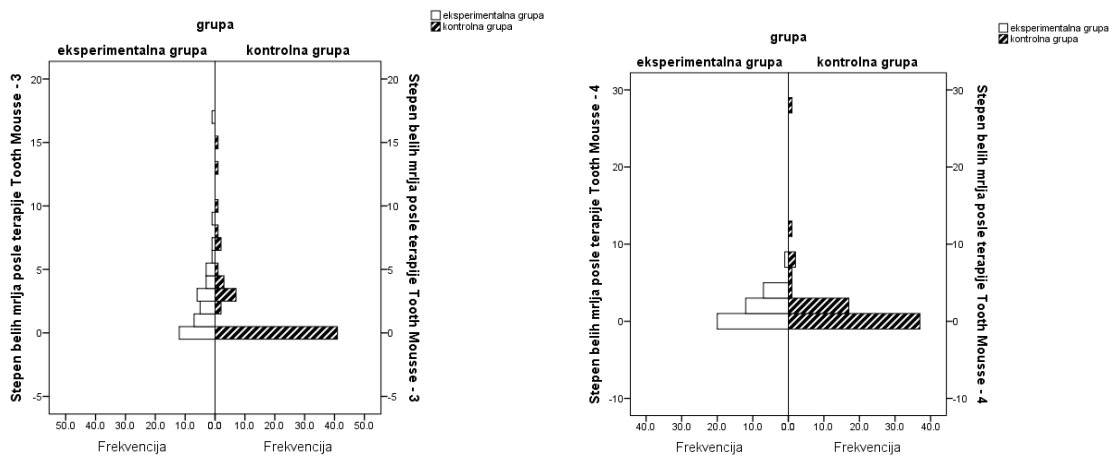 grupa
eksperimentalna grupa
kontrolna grupa
eksperimentalna grupa kontrolna grupa
Stepen belih mrlja posle terapije Tooth Mousse - 3
20
15
10
5
0
-5
20
15
10
5
0
-5
Stepen belih mrlja posle terapije Tooth Mousse - 3
50.0 40.0 30.0 20.0 10.0 0.0 10.0 20.0 30.0 40.0 50.0
Frekvencija Frekvencija
grupa
eksperimentalna grupa
kontrolna grupa
eksperimentalna grupa kontrolna grupa
Stepen belih mrlja posle terapije Tooth Mousse - 4
30
20
10
0
-10
30
20
10
0
-10
Stepen belih mrlja posle terapije Tooth Mousse - 4
40.0 30.0 20.0 10.0 0.0 10.0 20.0 30.0 40.0
Frekvencija Frekvencija